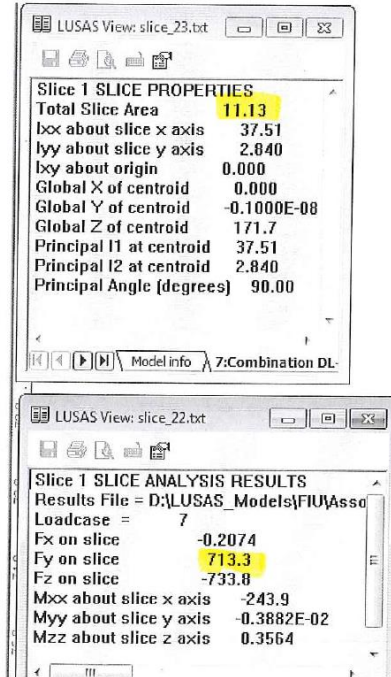 LUSAS View: slice_23.txt
Slice 1 SLICE PROPERTIES
Total Slice Area 11.13
Ixx about slice x axis 37.51
Iyy about slice y axis 2.840
Ixy about origin 0.000
Global X of centroid 0.000
Global Y of centroid -0.1000E-08
Global Z of centroid 171.7
Principal I1 at centroid 37.51
Principal I2 at centroid 2.840
Principal Angle (degrees) 90.00
Model info 7:Combination DL-
LUSAS View: slice_22.txt
Slice 1 SLICE ANALYSIS RESULTS
Results File = D:\LUSAS_Models\FIU\Asso
Loadcase = 7
Fx on slice -0.2074
Fy on slice 713.3
Fz on slice -733.8
Mxx about slice x axis -243.9
Myy about slice y axis -0.3882E-02
Mzz about slice z axis 0.3564